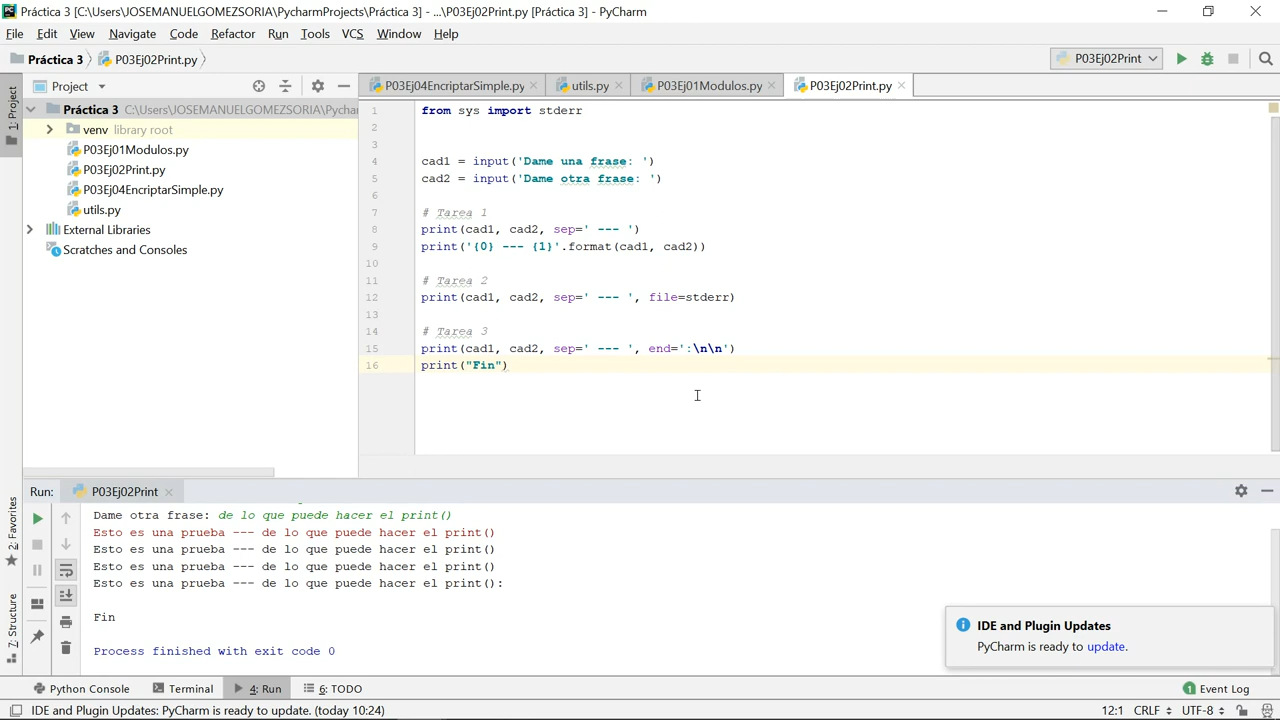 Práctica 3 [C:\Users\JOSEMANUELGOMEZSORIA\PycharmProjects\Práctica 3] - ...\P03Ej02Print.py [Práctica 3] - PyCharm
File Edit View Navigate Code Refactor Run Tools VCS Window Help
Práctica 3 P03Ej02Print.py
P03Ej02Print
Project
P03Ej04EncriptarSimple.py utils.py P03Ej01Modulos.py P03Ej02Print.py
1: Project
Práctica 3 C:\Users\JOSEMANUELGOMEZSORIA\Pychar
venv library root
P03Ej01Modulos.py
P03Ej02Print.py
P03Ej04EncriptarSimple.py
utils.py
External Libraries
Scratches and Consoles
1 from sys import stderr
2
3
4 cad1 = input('Dame una frase: ')
5 cad2 = input('Dame otra frase: ')
6
7 # Tarea 1
8 print(cad1, cad2, sep=' --- ')
9 print('{0} --- {1}'.format(cad1, cad2))
10
11 # Tarea 2
12 print(cad1, cad2, sep=' --- ', file=stderr)
13
14 # Tarea 3
15 print(cad1, cad2, sep=' --- ', end=':\n\n')
16 print("Fin")
2: Favorites
7: Structure
Run: P03Ej02Print
Dame otra frase: de lo que puede hacer el print()
Esto es una prueba --- de lo que puede hacer el print()
Esto es una prueba --- de lo que puede hacer el print()
Esto es una prueba --- de lo que puede hacer el print()
Esto es una prueba --- de lo que puede hacer el print():
Fin
Process finished with exit code 0
IDE and Plugin Updates
PyCharm is ready to update.
Python Console Terminal 4: Run 6: TODO
1 Event Log
IDE and Plugin Updates: PyCharm is ready to update. (today 10:24)
12:1 CRLF UTF-8